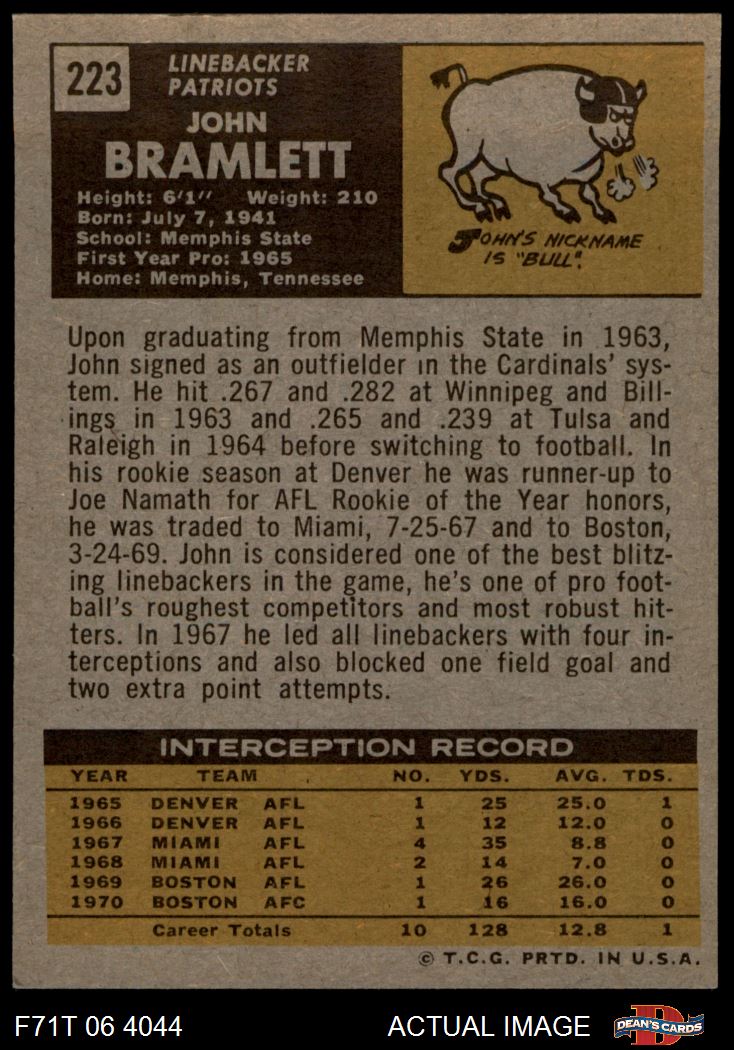 223
LINEBACKER
PATRIOTS
JOHN
BRAMLETT
Height: 6'1" Weight: 210
Born: July 7, 1941
School: Memphis State
First Year Pro: 1965
Home: Memphis, Tennessee
JOHN'S NICKNAME
IS "BULL".
Upon graduating from Memphis State in 1963,
John signed as an outfielder in the Cardinals' sys-
tem. He hit .267 and .282 at Winnipeg and Bill-
ings in 1963 and .265 and .239 at Tulsa and
Raleigh in 1964 before switching to football. In
his rookie season at Denver he was runner-up to
Joe Namath for AFL Rookie of the Year honors,
he was traded to Miami, 7-25-67 and to Boston,
3-24-69. John is considered one of the best blitz-
ing linebackers in the game, he's one of pro foot-
ball's roughest competitors and most robust hit-
ters. In 1967 he led all linebackers with four in-
terceptions and also blocked one field goal and
two extra point attempts.
INTERCEPTION RECORD
YEAR TEAM NO. YDS. AVG. TDS.
1965 DENVER AFL 1 25 25.0 1
1966 DENVER AFL 1 12 12.0 0
1967 MIAMI AFL 4 35 8.8 0
1968 MIAMI AFL 2 14 7.0 0
1969 BOSTON AFL 1 26 26.0 0
1970 BOSTON AFC 1 16 16.0 0
Career Totals 10 128 12.8 1
© T.C.G. PRTD. IN U.S.A.
F71T 06 4044 ACTUAL IMAGE D DEAN'S CARDS